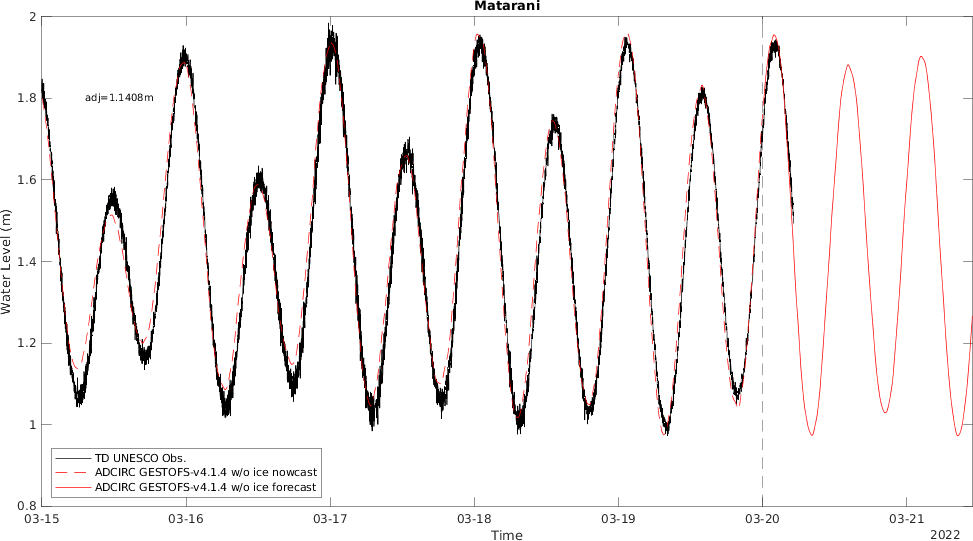 Matarani
2
1.8
1.6
1.4
1.2
1
0.8
Water Level (m)
adj=1.1408m
TD UNESCO Obs.
ADCIRC GESTOFS-v4.1.4 w/o ice nowcast
ADCIRC GESTOFS-v4.1.4 w/o ice forecast
03-15 03-16 03-17 03-18 03-19 03-20 03-21
Time
2022